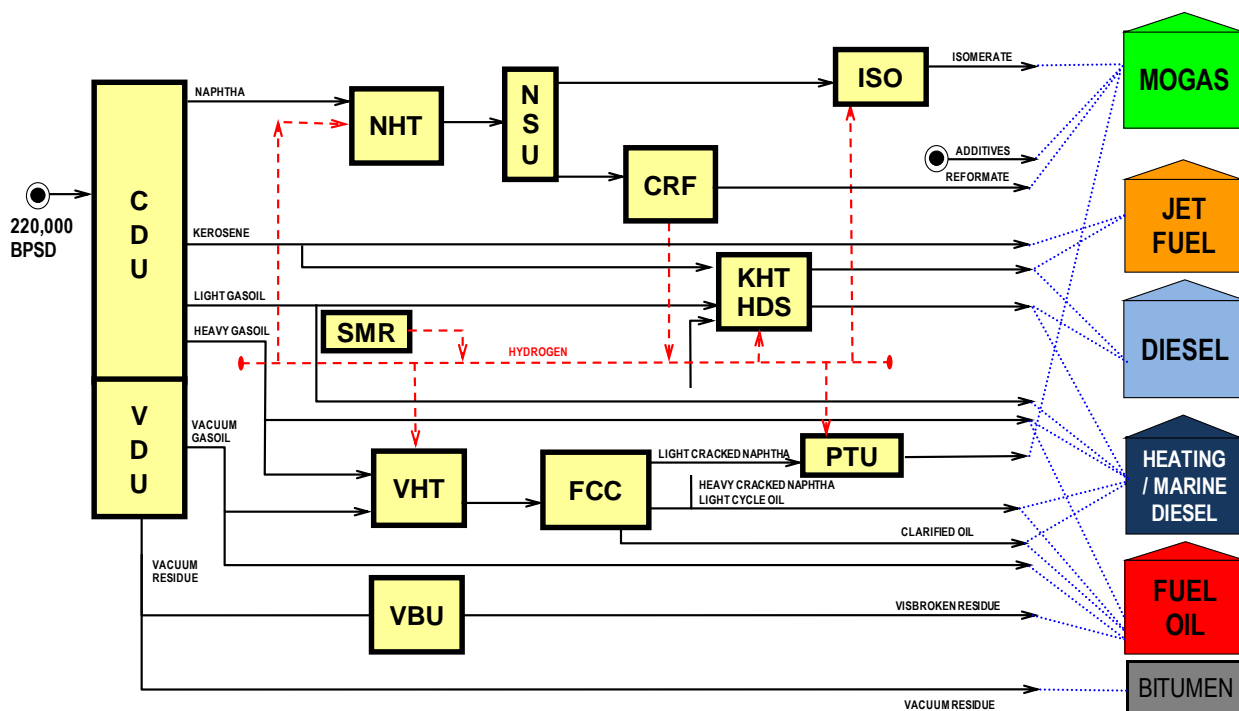 ISOMERATE
ISO
MOGAS
N
S
U
NAPHTHA
NHT
ADDITIVES
REFORMATE
CRF
C
D
U
220,000
BPSD
JET
FUEL
KEROSENE
KHT
HDS
LIGHT GASOIL
SMR
HEAVY GASOIL
HYDROGEN
DIESEL
V
D
U
VACUUM
GASOIL
LIGHT CRACKED NAPHTHA
PTU
HEATING
/ MARINE
DIESEL
VHT
FCC
HEAVY CRACKED NAPHTHA
LIGHT CYCLE OIL
CLARIFIED OIL
VACUUM
RESIDUE
VBU
VISBROKEN RESIDUE
FUEL
OIL
BITUMEN
VACUUM RESIDUE